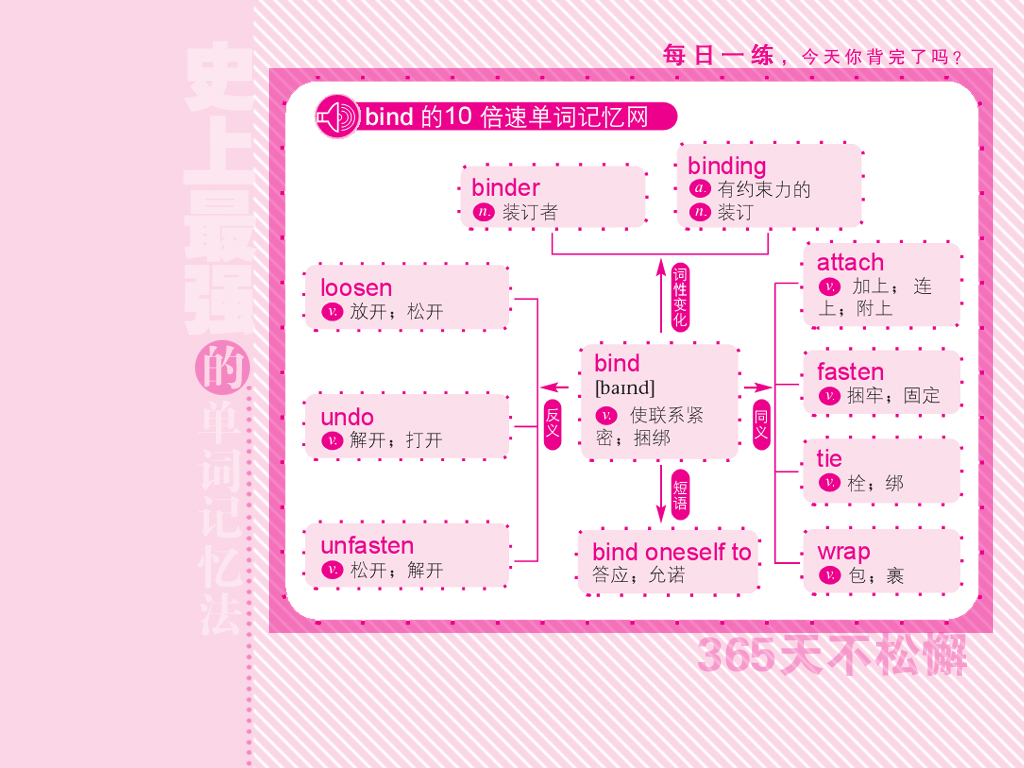 每日一练，今天你背完了吗？
史上最强的单词记忆法
bind 的10 倍速单词记忆网
binder
n. 装订者
binding
a. 有约束力的
n. 装订
词性变化
loosen
v. 放开；松开
undo
v. 解开；打开
unfasten
v. 松开；解开
反义
bind
[baɪnd]
v. 使联系紧
密；捆绑
同义
attach
v. 加上； 连
上；附上
fasten
v. 捆牢；固定
tie
v. 栓；绑
wrap
v. 包；裹
短语
bind oneself to
答应；允诺
365天不松懈